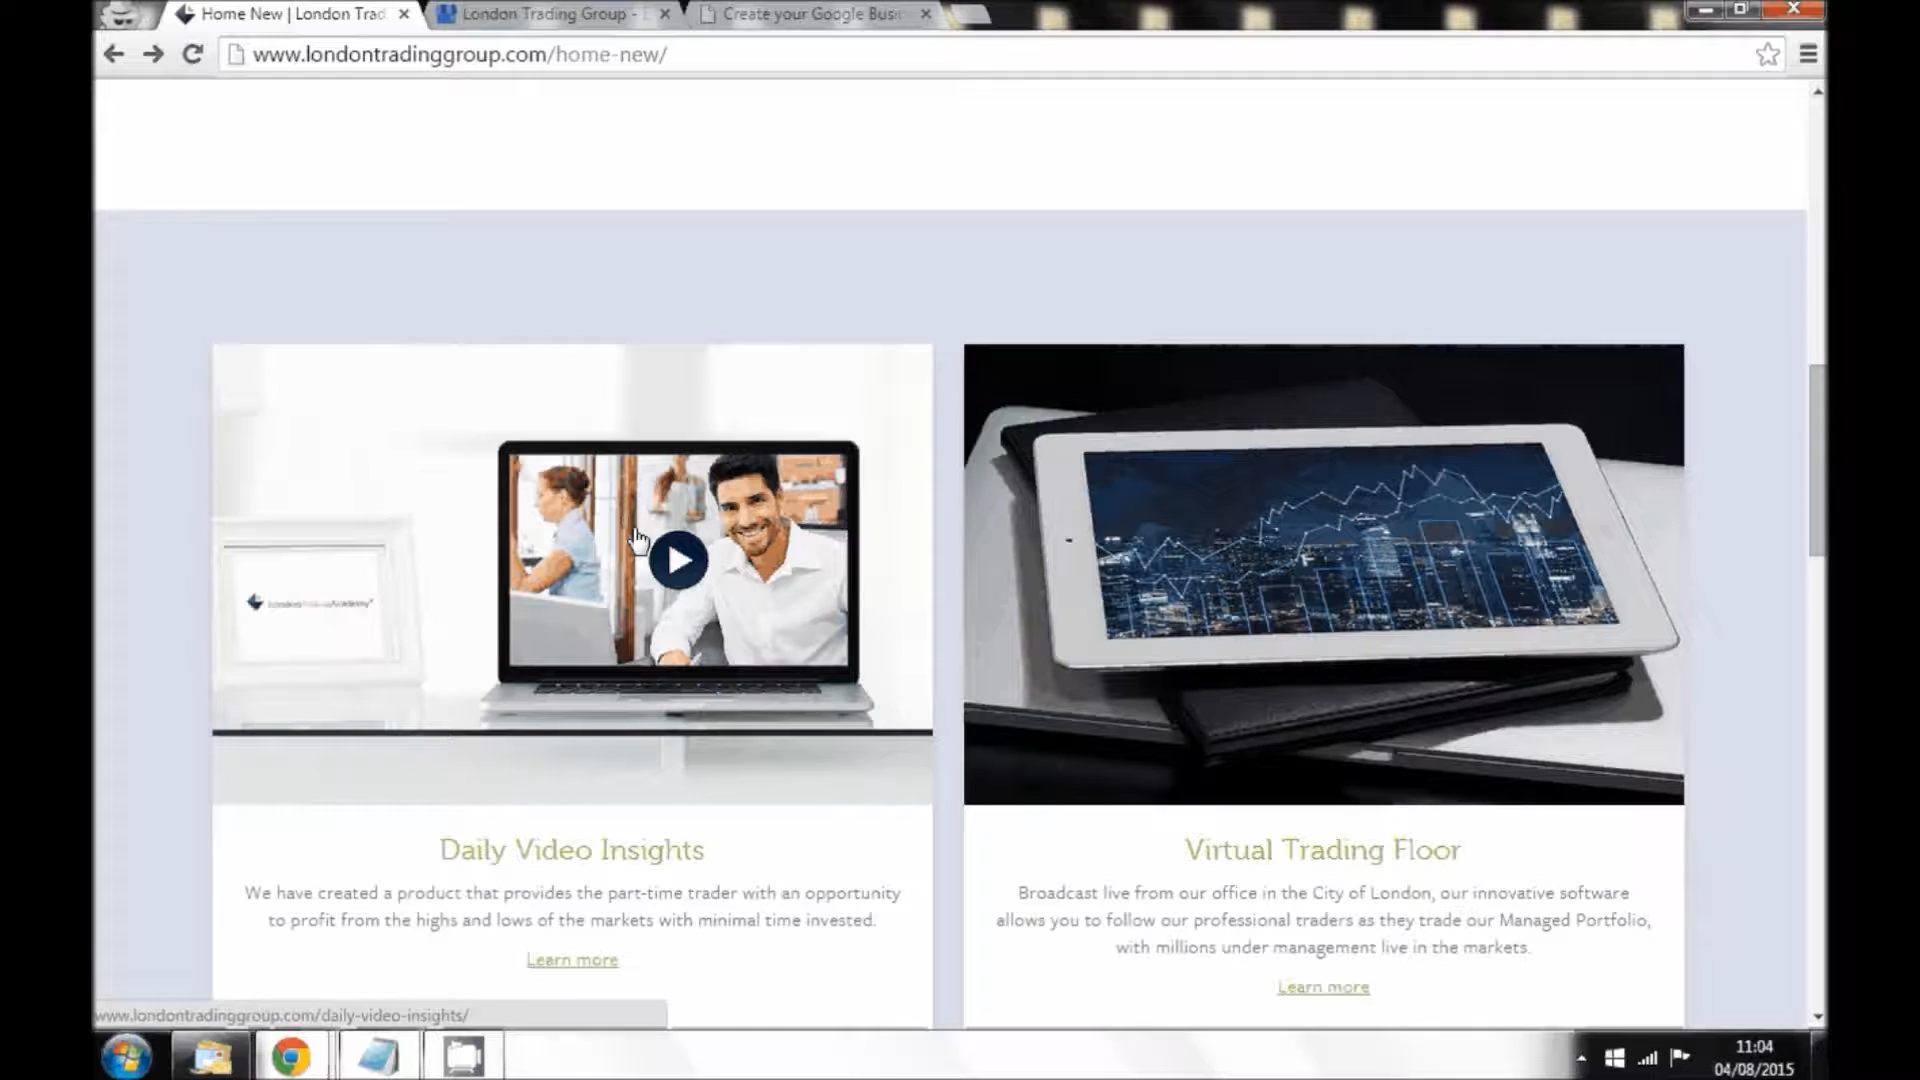 Home New | London Trad
London Trading Group -
Create your Google Busi
www.londontradinggroup.com/home-new/
Daily Video Insights
We have created a product that provides the part-time trader with an opportunity
to profit from the highs and lows of the markets with minimal time invested.
Learn more
Virtual Trading Floor
Broadcast live from our office in the City of London, our innovative software
allows you to follow our professional traders as they trade our Managed Portfolio,
with millions under management live in the markets.
Learn more
www.londontradinggroup.com/daily-video-insights/
11:04
04/08/2015